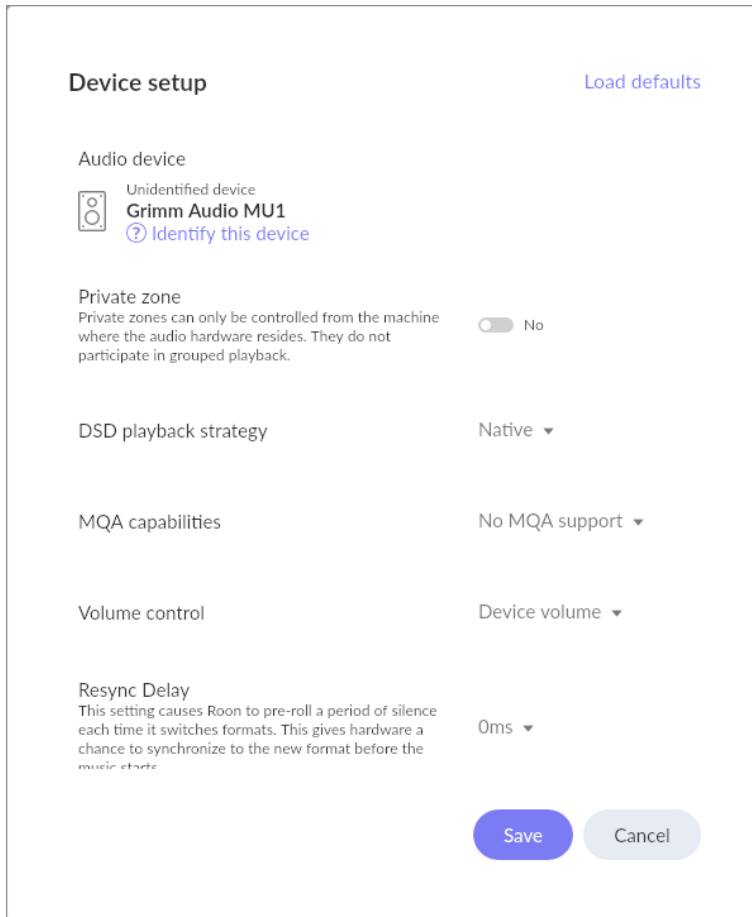 Device setup
Load defaults
Audio device
Unidentified device
Grimm Audio MU1
? Identify this device
Private zone
Private zones can only be controlled from the machine
where the audio hardware resides. They do not
participate in grouped playback.
No
DSD playback strategy
Native
MQA capabilities
No MQA support
Volume control
Device volume
Resync Delay
This setting causes Roon to pre-roll a period of silence
each time it switches formats. This gives hardware a
chance to synchronize to the new format before the
music starts.
0ms
Save
Cancel